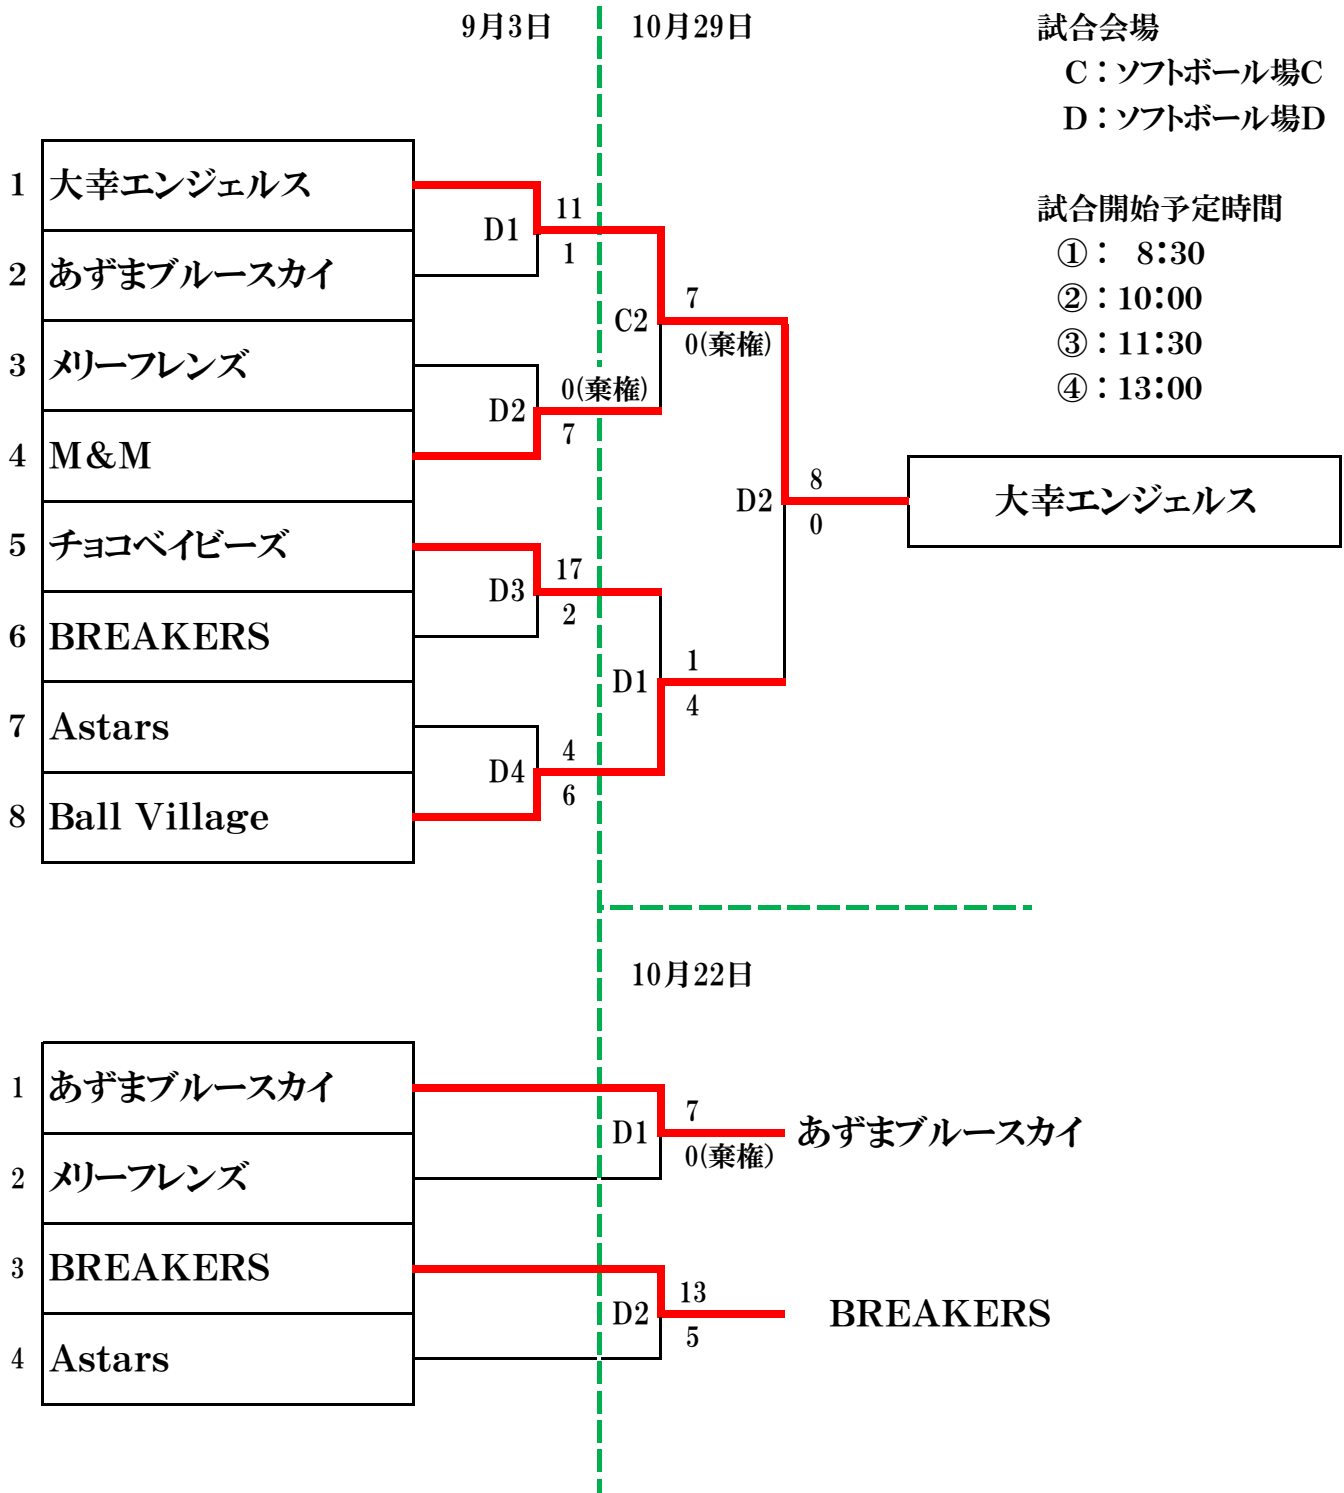 9月3日
10月29日
試合会場
C：ソフトボール場C
D：ソフトボール場D
試合開始予定時間
①： 8:30
②：10:00
③：11:30
④：13:00
1 大幸エンジェルス
2 あずまブルースカイ
3 メリーフレンズ
4 M&M
5 チョコベイビーズ
6 BREAKERS
7 Astars
8 Ball Village
D1
11
1
D2
0(棄権)
7
D3
17
2
D4
4
6
C2
7
0(棄権)
D1
1
4
D2
8
0
大幸エンジェルス
10月22日
1 あずまブルースカイ
2 メリーフレンズ
3 BREAKERS
4 Astars
D1
7
0(棄権)
あずまブルースカイ
D2
13
5
BREAKERS